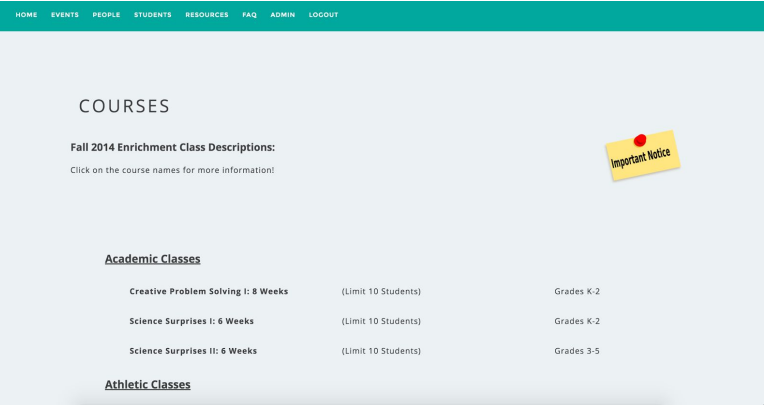 HOME EVENTS PEOPLE STUDENTS RESOURCES FAQ ADMIN LOGOUT
COURSES
Fall 2014 Enrichment Class Descriptions:
Click on the course names for more information!
Important Notice
Academic Classes
Creative Problem Solving I: 8 Weeks (Limit 10 Students) Grades K-2
Science Surprises I: 6 Weeks (Limit 10 Students) Grades K-2
Science Surprises II: 6 Weeks (Limit 10 Students) Grades 3-5
Athletic Classes